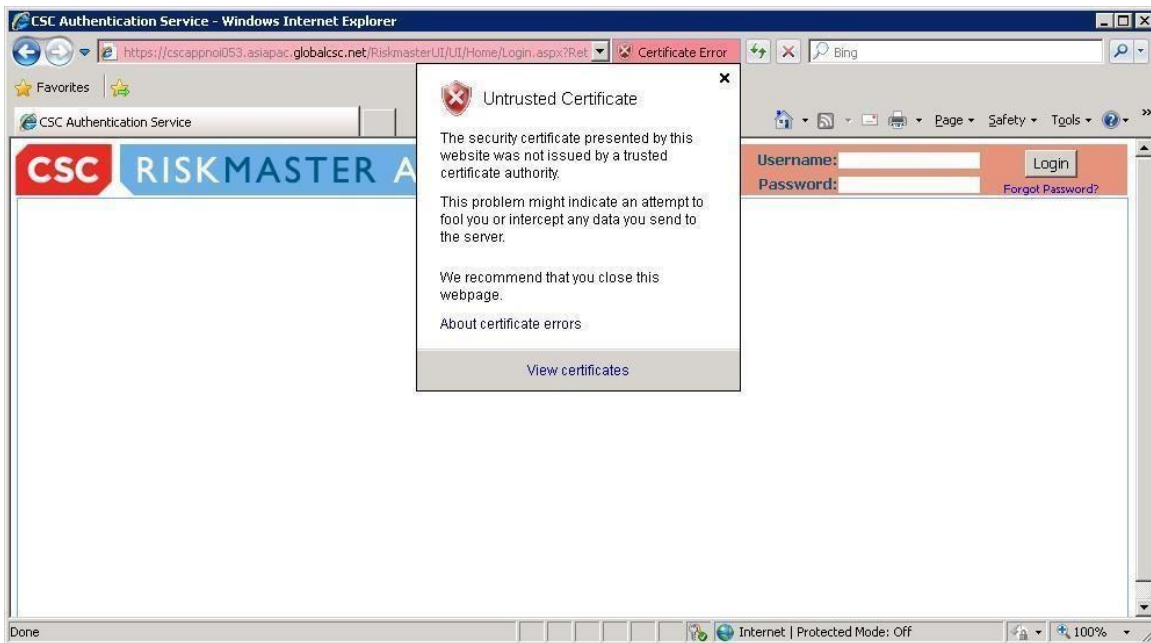 CSC Authentication Service - Windows Internet Explorer
https://cscappnoi053.asiapac.globalcsc.net/RiskmasterUI/UI/Home/Login.aspx?Ret
Certificate Error
Bing
Favorites
CSC Authentication Service
Page
Safety
Tools
»
CSC RISKMASTER A
Username:
Password:
Login
Forgot Password?
Untrusted Certificate
The security certificate presented by this
website was not issued by a trusted
certificate authority.
This problem might indicate an attempt to
fool you or intercept any data you send to
the server.
We recommend that you close this
webpage.
About certificate errors
View certificates
Done
Internet | Protected Mode: Off
100%